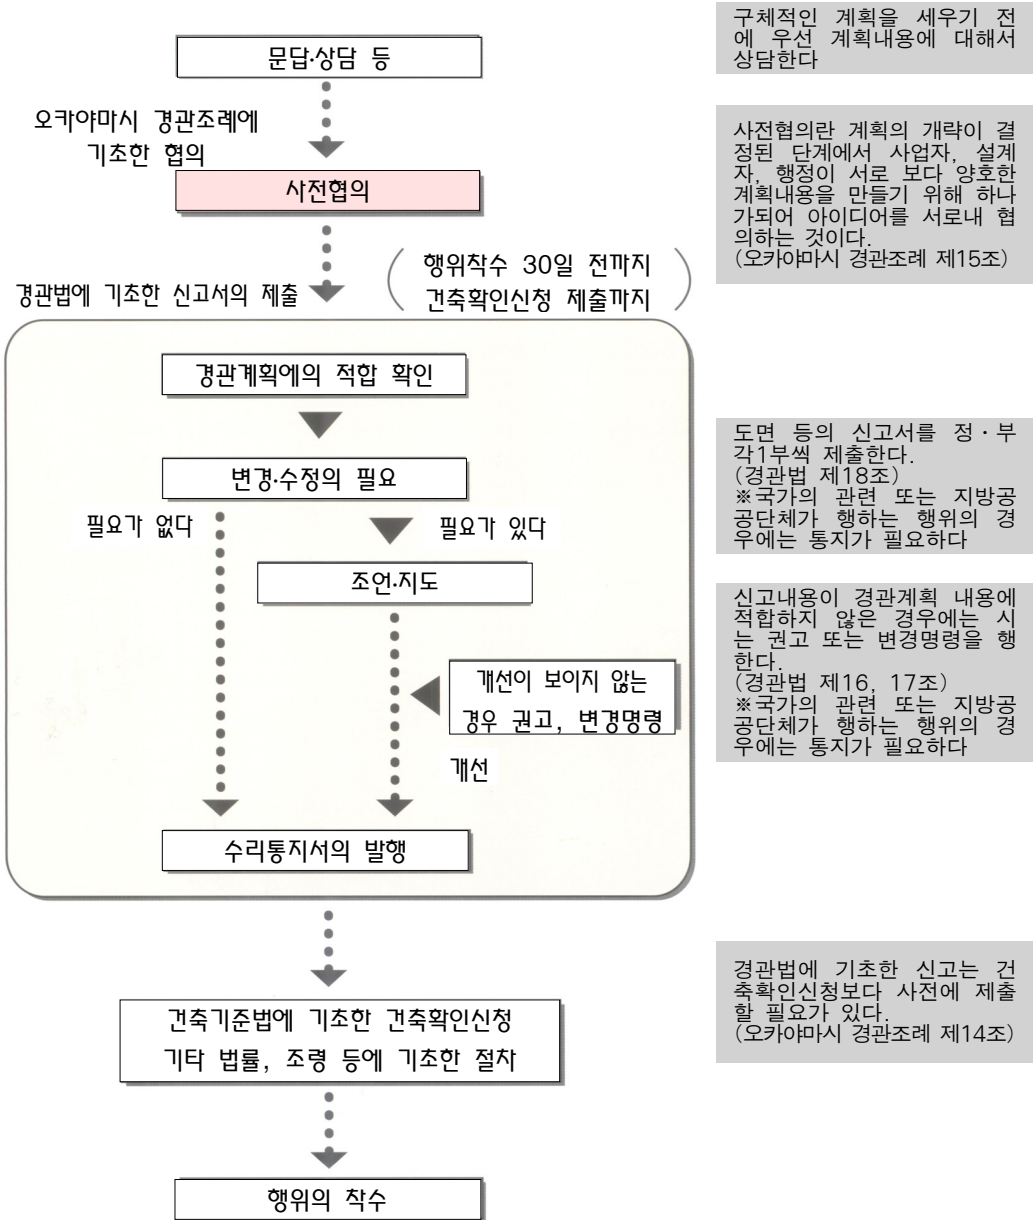 문답·상담 등
구체적인 계획을 세우기 전
에 우선 계획내용에 대해서
상담한다
오카야마시 경관조례에
기초한 협의
사전협의
사전협의란 계획의 개략이 결
정된 단계에서 사업자, 설계
자, 행정이 서로 보다 양호한
계획내용을 만들기 위해 하나
가되어 아이디어를 서로내 협
의하는 것이다.
(오카야마시 경관조례 제15조)
경관법에 기초한 신고서의 제출
(행위착수 30일 전까지
건축확인신청 제출까지)
경관계획에의 적합 확인
변경·수정의 필요
필요가 없다
필요가 있다
도면 등의 신고서를 정·부
각1부씩 제출한다.
(경관법 제18조)
※국가의 관련 또는 지방공
공단체가 행하는 행위의 경
우에는 통지가 필요하다
조언·지도
개선이 보이지 않는
경우 권고, 변경명령
개선
신고내용이 경관계획 내용에
적합하지 않은 경우에는 시
는 권고 또는 변경명령을 행
한다.
(경관법 제16, 17조)
※국가의 관련 또는 지방공
공단체가 행하는 행위의 경
우에는 통지가 필요하다
수리통지서의 발행
건축기준법에 기초한 건축확인신청
기타 법률, 조령 등에 기초한 절차
경관법에 기초한 신고는 건
축확인신청보다 사전에 제출
할 필요가 있다.
(오카야마시 경관조례 제14조)
행위의 착수